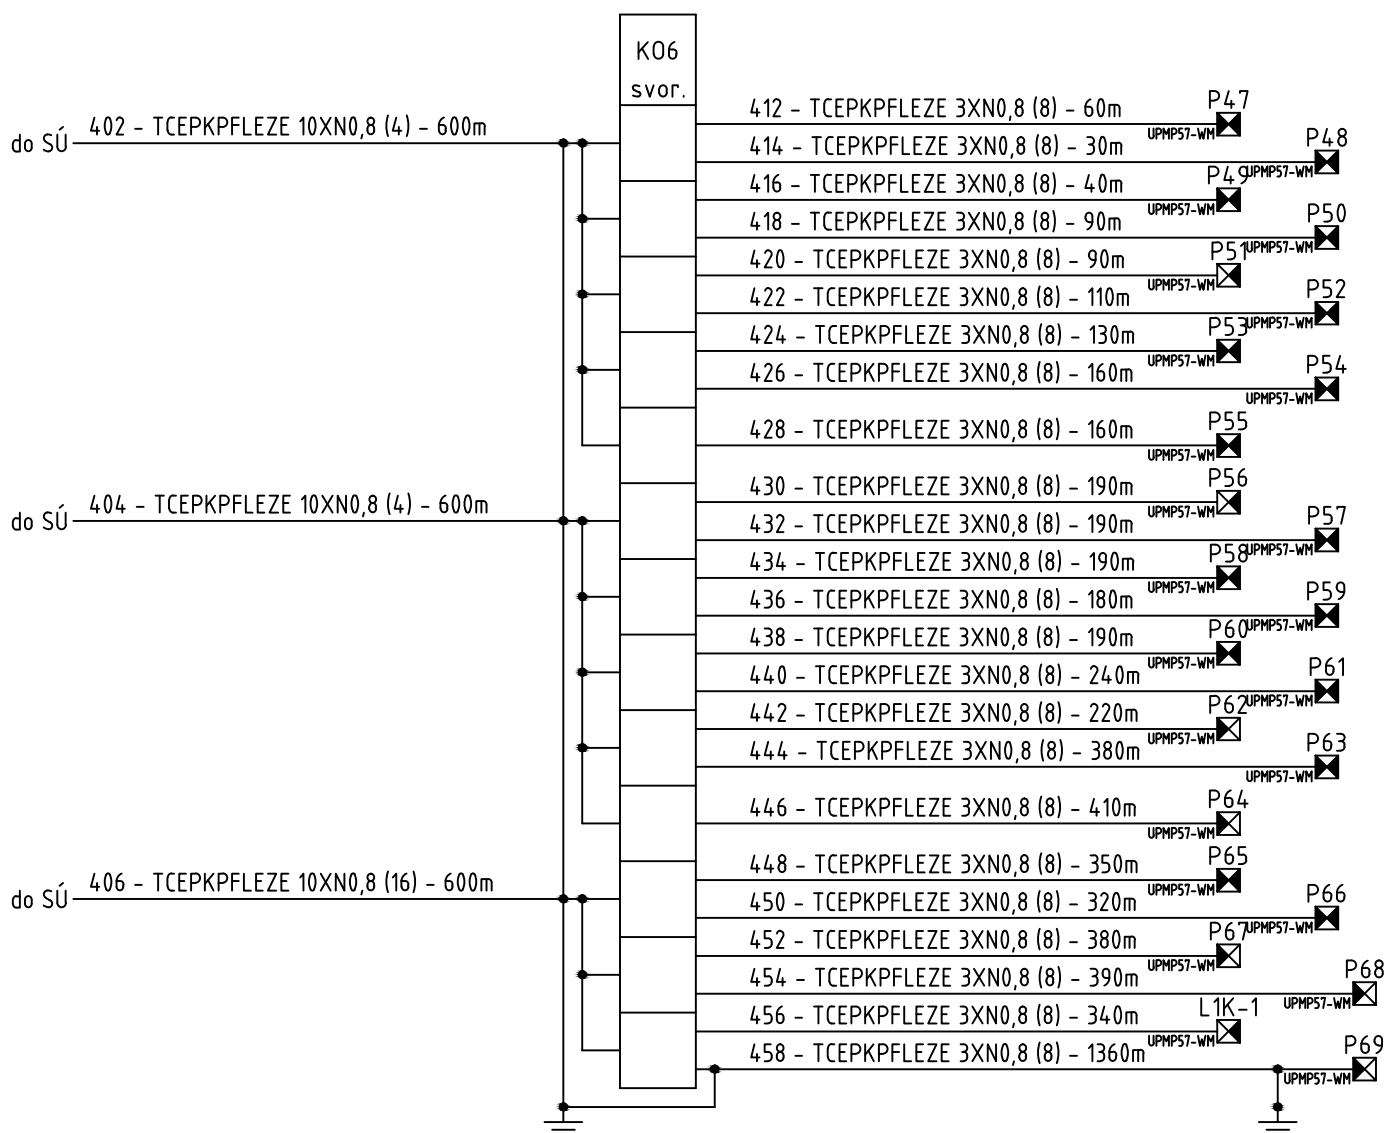 KO6
svor.
do SÚ
402 - TCEPKPFLEZE 10XN0,8 (4) - 600m
412 - TCEPKPFLEZE 3XN0,8 (8) - 60m
UPMP57-WM
P47
414 - TCEPKPFLEZE 3XN0,8 (8) - 30m
UPMP57-WM
P48
416 - TCEPKPFLEZE 3XN0,8 (8) - 40m
UPMP57-WM
P49
418 - TCEPKPFLEZE 3XN0,8 (8) - 90m
UPMP57-WM
P50
420 - TCEPKPFLEZE 3XN0,8 (8) - 90m
UPMP57-WM
P51
422 - TCEPKPFLEZE 3XN0,8 (8) - 110m
UPMP57-WM
P52
424 - TCEPKPFLEZE 3XN0,8 (8) - 130m
UPMP57-WM
P53
426 - TCEPKPFLEZE 3XN0,8 (8) - 160m
UPMP57-WM
P54
428 - TCEPKPFLEZE 3XN0,8 (8) - 160m
UPMP57-WM
P55
do SÚ
404 - TCEPKPFLEZE 10XN0,8 (4) - 600m
430 - TCEPKPFLEZE 3XN0,8 (8) - 190m
UPMP57-WM
P56
432 - TCEPKPFLEZE 3XN0,8 (8) - 190m
UPMP57-WM
P57
434 - TCEPKPFLEZE 3XN0,8 (8) - 190m
UPMP57-WM
P58
436 - TCEPKPFLEZE 3XN0,8 (8) - 180m
UPMP57-WM
P59
438 - TCEPKPFLEZE 3XN0,8 (8) - 190m
UPMP57-WM
P60
440 - TCEPKPFLEZE 3XN0,8 (8) - 240m
UPMP57-WM
P61
442 - TCEPKPFLEZE 3XN0,8 (8) - 220m
UPMP57-WM
P62
444 - TCEPKPFLEZE 3XN0,8 (8) - 380m
UPMP57-WM
P63
446 - TCEPKPFLEZE 3XN0,8 (8) - 410m
UPMP57-WM
P64
do SÚ
406 - TCEPKPFLEZE 10XN0,8 (16) - 600m
448 - TCEPKPFLEZE 3XN0,8 (8) - 350m
UPMP57-WM
P65
450 - TCEPKPFLEZE 3XN0,8 (8) - 320m
UPMP57-WM
P66
452 - TCEPKPFLEZE 3XN0,8 (8) - 380m
UPMP57-WM
P67
454 - TCEPKPFLEZE 3XN0,8 (8) - 390m
UPMP57-WM
P68
456 - TCEPKPFLEZE 3XN0,8 (8) - 340m
UPMP57-WM
L1K-1
458 - TCEPKPFLEZE 3XN0,8 (8) - 1360m
UPMP57-WM
P69